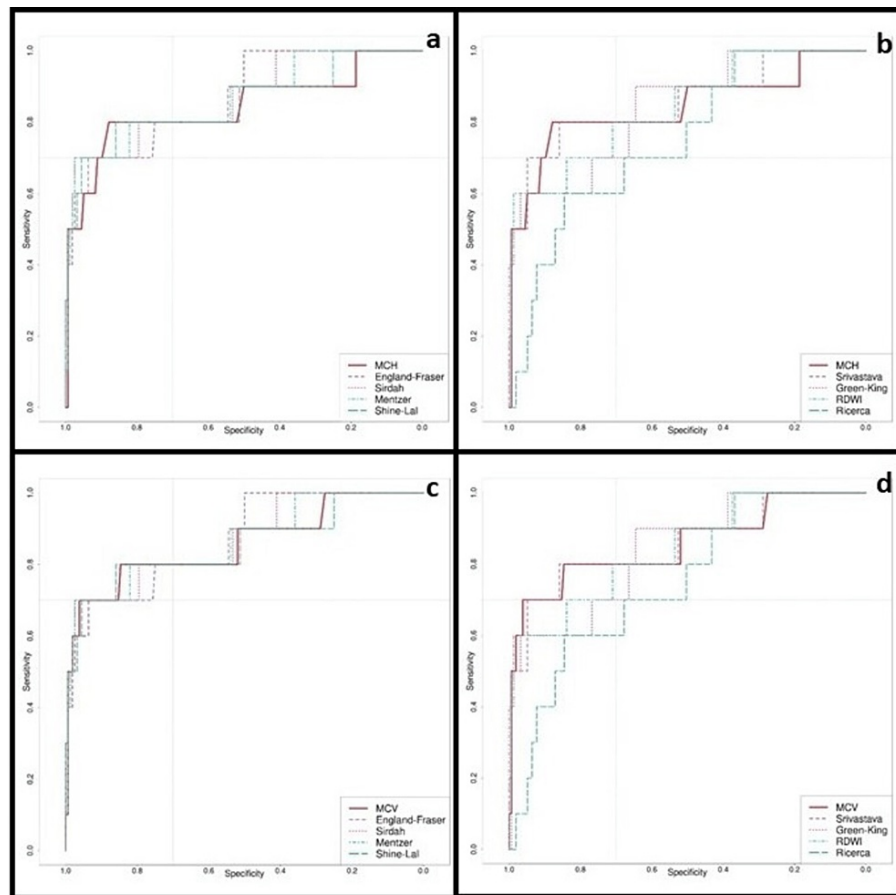 a
1.0
0.8
0.6
0.4
0.2
0.0
Sensitivity
1.0 0.8 0.6 0.4 0.2 0.0
Specificity
MCH
England-Fraser
Sirdah
Mentzer
Shine-Lal
b
1.0
0.8
0.6
0.4
0.2
0.0
Sensitivity
1.0 0.8 0.6 0.4 0.2 0.0
Specificity
MCH
Srivastava
Green-King
RDWI
Ricerca
c
1.0
0.8
0.6
0.4
0.2
0.0
Sensitivity
1.0 0.8 0.6 0.4 0.2 0.0
Specificity
MCV
England-Fraser
Sirdah
Mentzer
Shine-Lal
d
1.0
0.8
0.6
0.4
0.2
0.0
Sensitivity
1.0 0.8 0.6 0.4 0.2 0.0
Specificity
MCV
Srivastava
Green-King
RDWI
Ricerca